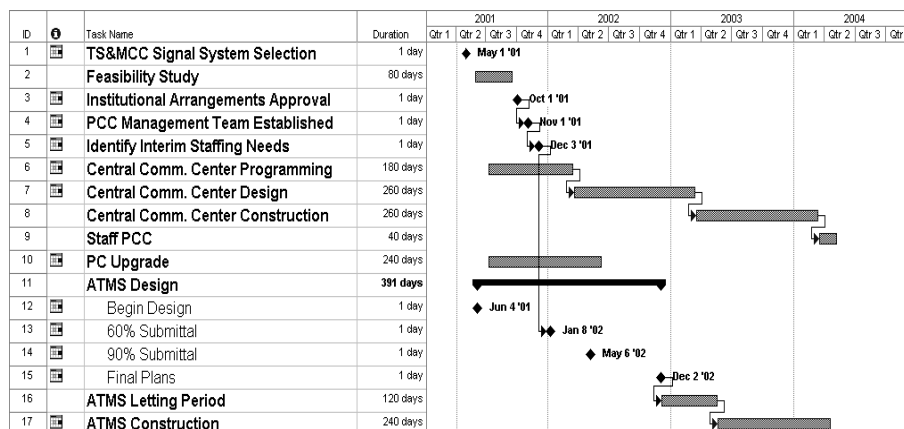 2001 2002 2003 2004
ID Task Name Duration Qtr 1 Qtr 2 Qtr 3 Qtr 4 Qtr 1 Qtr 2 Qtr 3 Qtr 4 Qtr 1 Qtr 2 Qtr 3 Qtr 4 Qtr 1 Qtr 2 Qtr 3 Qtr
1 TS&MCC Signal System Selection 1 day May 1 '01
2 Feasibility Study 80 days
3 Institutional Arrangements Approval 1 day Oct 1 '01
4 PCC Management Team Established 1 day Nov 1 '01
5 Identify Interim Staffing Needs 1 day Dec 3 '01
6 Central Comm. Center Programming 180 days
7 Central Comm. Center Design 260 days
8 Central Comm. Center Construction 260 days
9 Staff PCC 40 days
10 PC Upgrade 240 days
11 ATMS Design 391 days
12 Begin Design 1 day Jun 4 '01
13 60% Submittal 1 day Jan 8 '02
14 90% Submittal 1 day May 6 '02
15 Final Plans 1 day Dec 2 '02
16 ATMS Letting Period 120 days
17 ATMS Construction 240 days